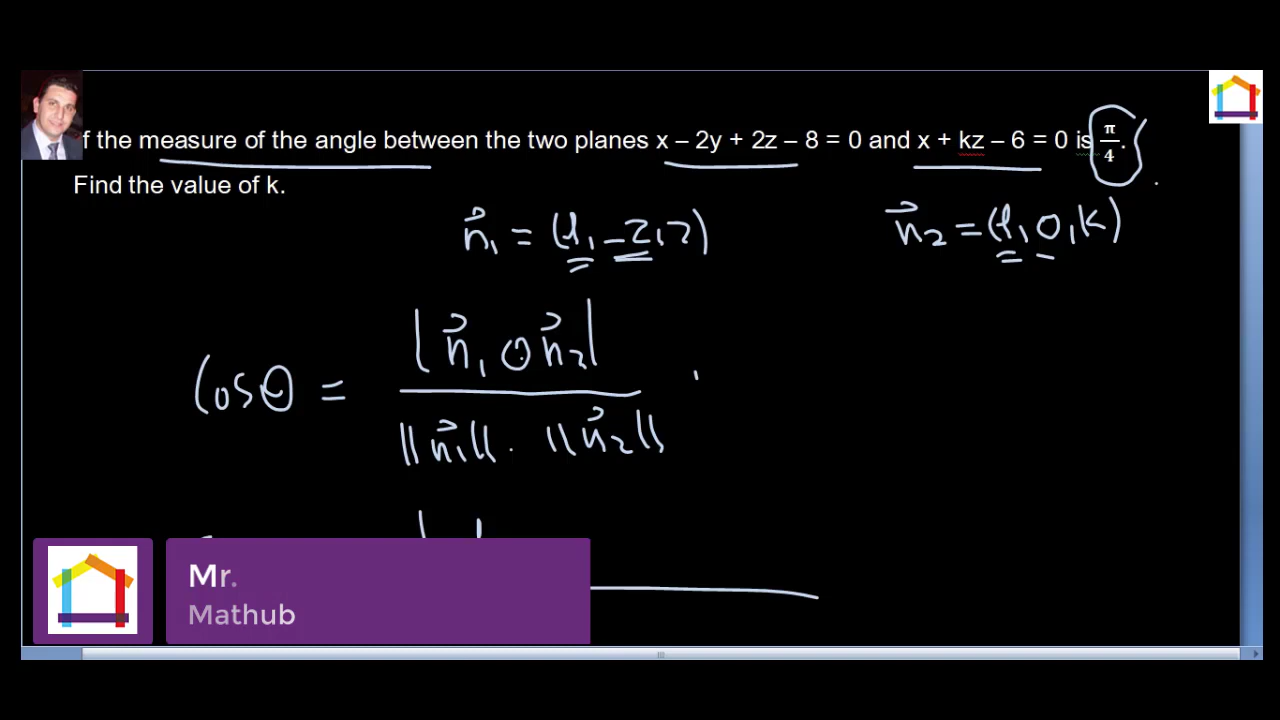 f the measure of the angle between the two planes x – 2y + 2z – 8 = 0 and x + kz – 6 = 0 is π/4.
Find the value of k.
n⃗₁ = (1, –2, 2)
n⃗₂ = (1, 0, k)
Cosθ = |n⃗₁ ⊙ n⃗₂| / ||n⃗₁|| · ||n⃗₂||
Mr.
Mathub